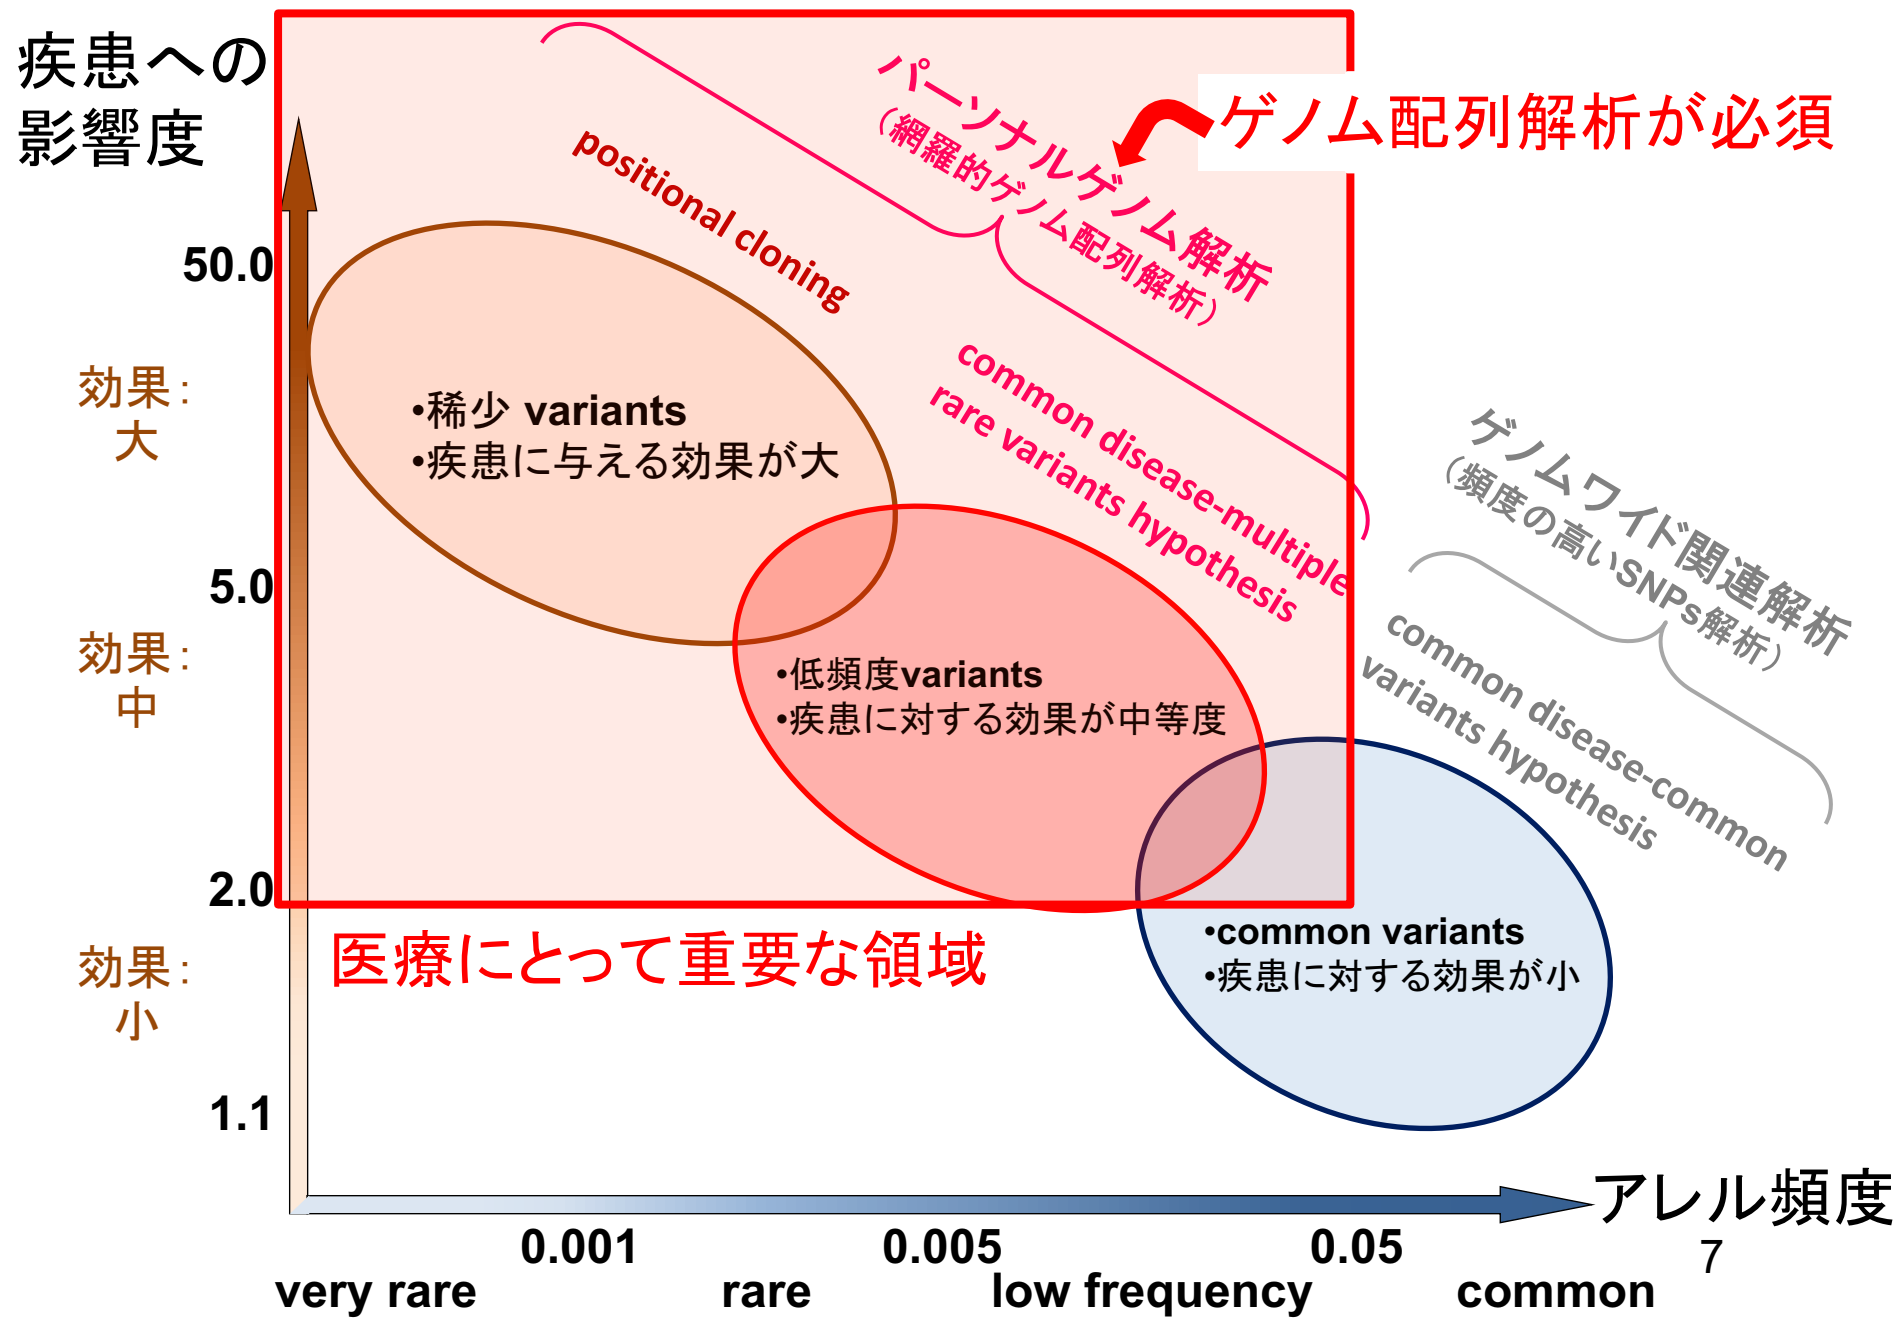 疾患への
影響度
パーソナルゲノム解析
（網羅的ゲノム配列解析）
ゲノム配列解析が必須
positional cloning
50.0
効果：
大
•稀少 variants
•疾患に与える効果が大
common disease-multiple
rare variants hypothesis
ゲノムワイド関連解析
（頻度の高いSNPs解析）
5.0
common disease-common
variants hypothesis
効果：
中
•低頻度variants
•疾患に対する効果が中等度
2.0
医療にとって重要な領域
•common variants
•疾患に対する効果が小
効果：
小
1.1
アレル頻度
0.001 0.005 0.05
7
very rare rare low frequency common